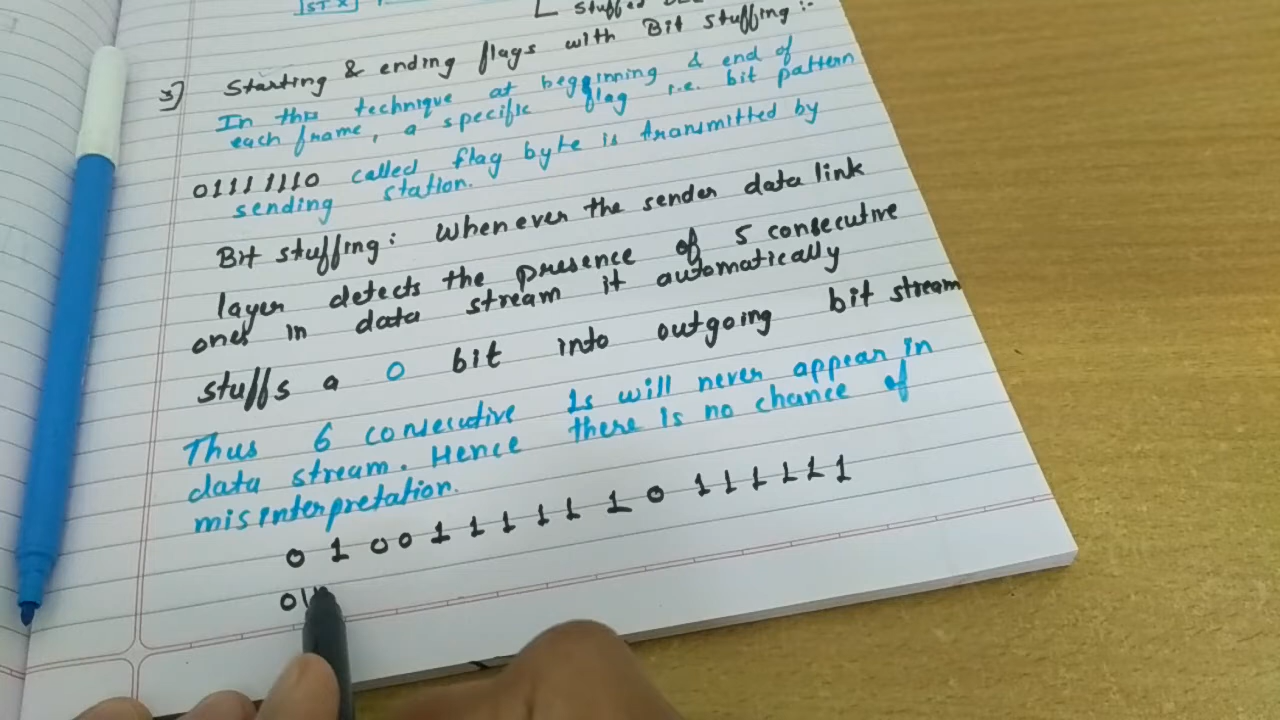 STX
Stuffed
3] Starting & ending flags with Bit stuffing:-
In this technique at begginning & end of
each frame, a specific flag i.e. bit pattern
01111110 called flag byte is transmitted by
sending station.
Bit stuffing: Whenever the sender data link
layer detects the presence of 5 consecutive
ones in data stream it automatically
stuffs a 0 bit into outgoing bit stream
Thus 6 consecutive 1s will never appear in
data stream. Hence there is no chance of
misinterpretation.
0 1 0 0 1 1 1 1 1 1 0 1 1 1 1 1 1
01